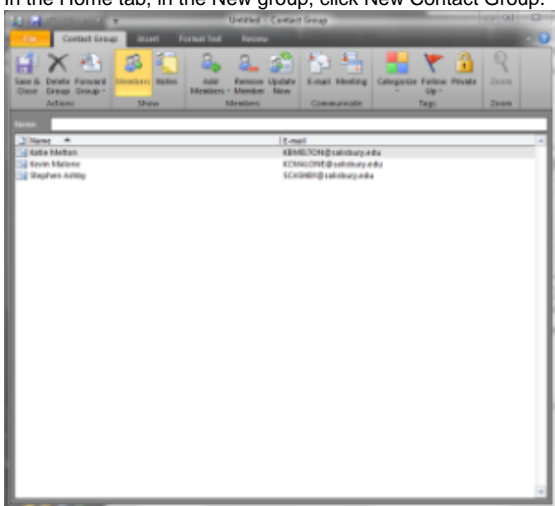 In the Home tab, in the New group, click New Contact Group.
Untitled - Contact Group
File Contact Group Insert Format Text Review
Save & Close Delete Group Forward Group Members Notes Add Members Remove Member Update Now E-mail Meeting Categorize Follow Up Private Zoom
Actions Show Members Communicate Tags Zoom
Name:
Name E-mail
Katie Melton KBMELTON@salisbury.edu
Kevin Malone KCMALONE@salisbury.edu
Stephen Ashby @salisbury.edu